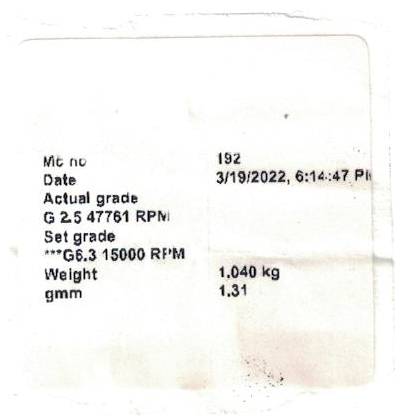 Mc no 192
Date 3/19/2022, 6:14:47 PM
Actual grade
G 2.5 47761 RPM
Set grade
***G6.3 15000 RPM
Weight 1.040 kg
gmm 1.31